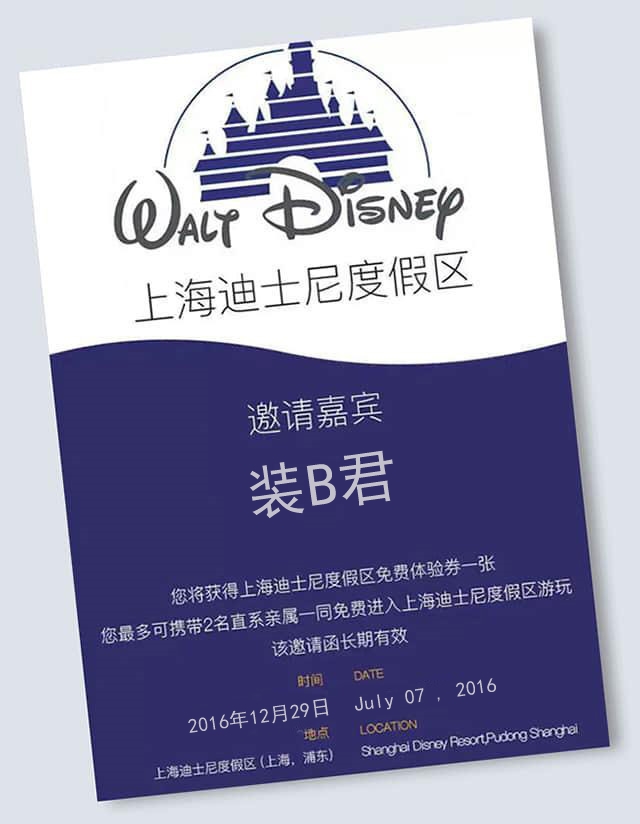 WALT DISNEY
上海迪士尼度假区
邀请嘉宾
装B君
您将获得上海迪士尼度假区免费体验券一张
您最多可携带2名直系亲属一同免费进入上海迪士尼度假区游玩
该邀请函长期有效
时间 DATE
2016年12月29日 July 07 , 2016
地点 LOCATION
上海迪士尼度假区(上海，浦东) Shanghai Disney Resort,Pudong Shanghai